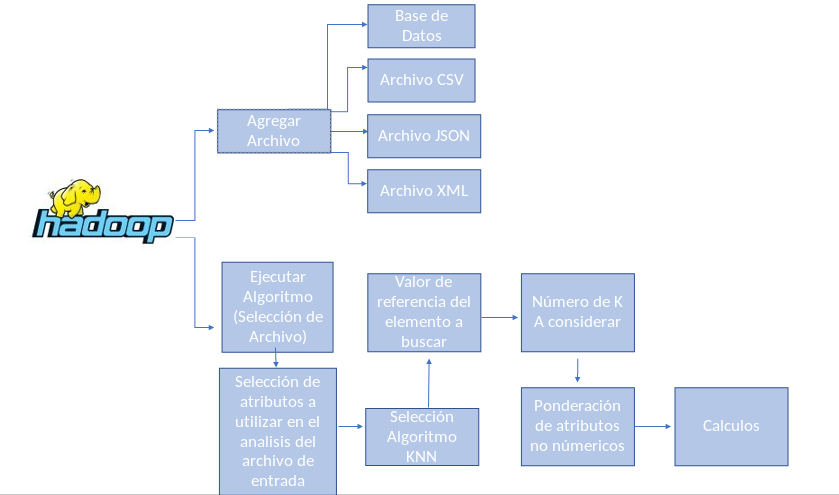 Base de
Datos
Archivo CSV
Agregar
Archivo
Archivo JSON
Archivo XML
hadoop
Ejecutar
Algoritmo
(Selección de
Archivo)
Valor de
referencia del
elemento a
buscar
Número de K
A considerar
Selección de
atributos a
utilizar en el
analisis del
archivo de
entrada
Selección
Algoritmo
KNN
Ponderación
de atributos
no númericos
Calculos